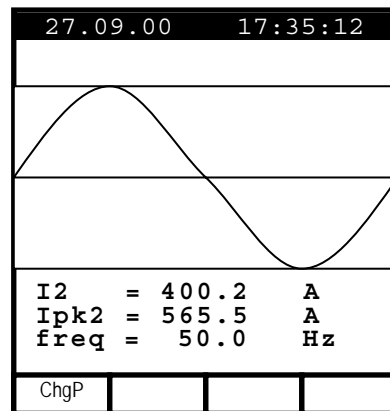 27.09.00 17:35:12
I2 = 400.2 A
Ipk2 = 565.5 A
freq = 50.0 Hz
ChgP